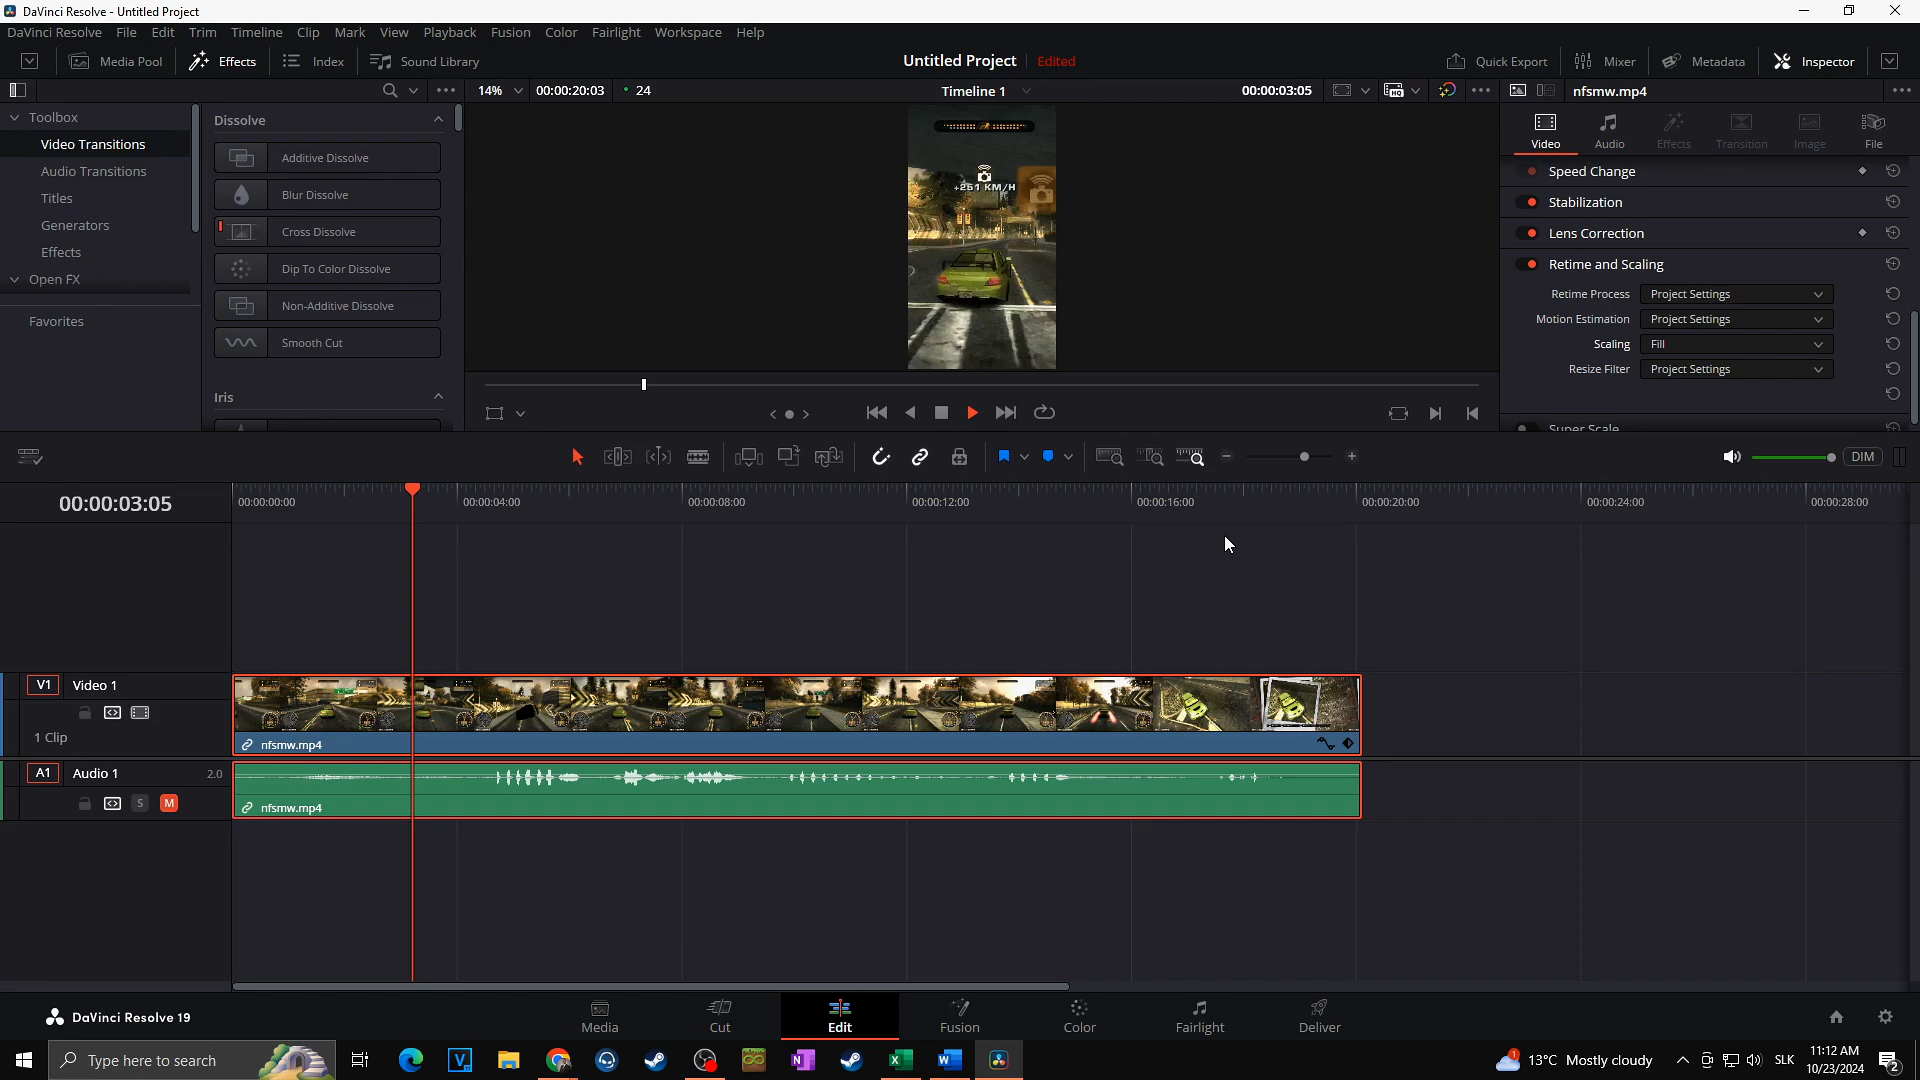 DaVinci Resolve - Untitled Project
DaVinci Resolve File Edit Trim Timeline Clip Mark View Playback Fusion Color Fairlight Workspace Help
Media Pool Effects Index Sound Library Untitled Project Edited Quick Export Mixer Metadata Inspector
14% 00:00:20:03 24 Timeline 1 00:00:03:05 nfsmw.mp4
Toolbox
Video Transitions
Audio Transitions
Titles
Generators
Effects
Open FX
Favorites
Dissolve
Additive Dissolve
Blur Dissolve
Cross Dissolve
Dip To Color Dissolve
Non-Additive Dissolve
Smooth Cut
Iris
+251 KM/H
Video Audio Effects Transition Image File
Speed Change
Stabilization
Lens Correction
Retime and Scaling
Retime Process Project Settings
Motion Estimation Project Settings
Scaling Fill
Resize Filter Project Settings
Super Scale
DIM
00:00:03:05
00:00:00:00 00:00:04:00 00:00:08:00 00:00:12:00 00:00:16:00 00:00:20:00 00:00:24:00 00:00:28:00
V1 Video 1
1 Clip
nfsmw.mp4
A1 Audio 1 2.0
S M
nfsmw.mp4
DaVinci Resolve 19
Media Cut Edit Fusion Color Fairlight Deliver
Type here to search
1 13°C Mostly cloudy SLK 11:12 AM
10/23/2024 2